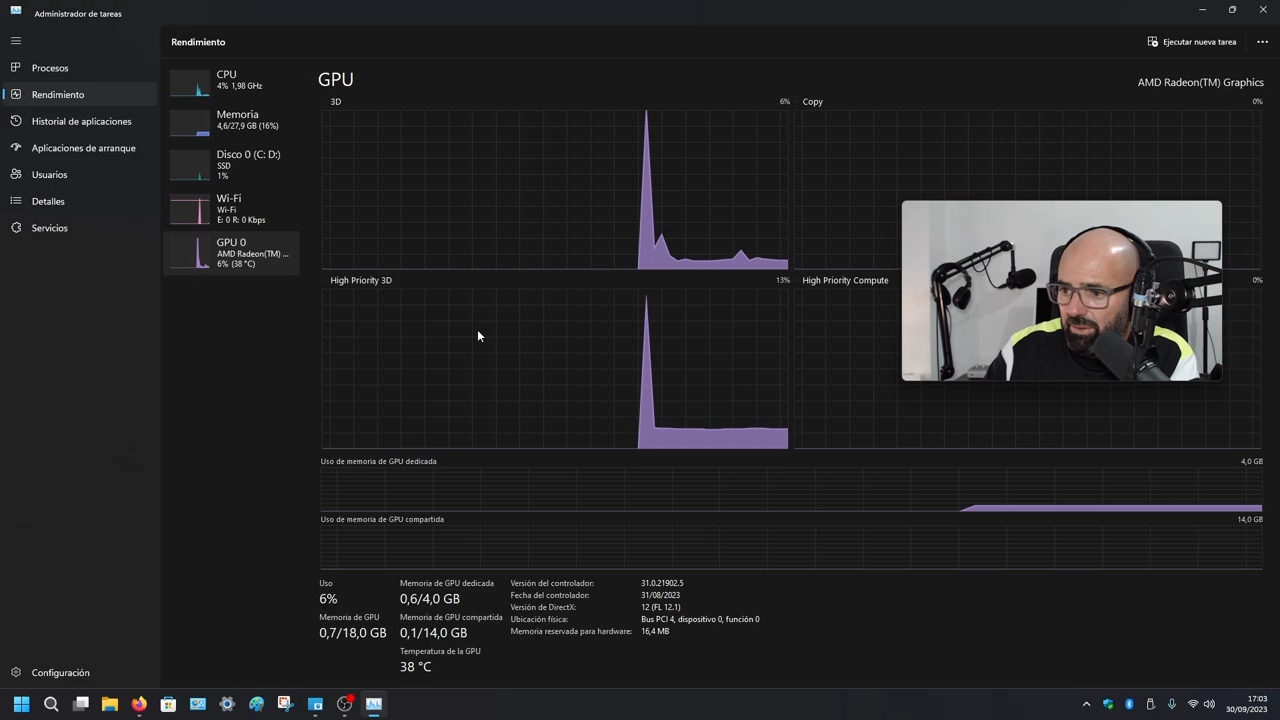 Administrador de tareas
Rendimiento
Ejecutar nueva tarea
Procesos
Rendimiento
Historial de aplicaciones
Aplicaciones de arranque
Usuarios
Detalles
Servicios
Configuración
CPU
4% 1,98 GHz
Memoria
4,6/27,9 GB (16%)
Disco 0 (C: D:)
SSD
1%
Wi-Fi
Wi-Fi
E: 0 R: 0 Kbps
GPU 0
AMD Radeon(TM) ...
6% (38 °C)
GPU
AMD Radeon(TM) Graphics
3D 6%
Copy 0%
High Priority 3D 13%
High Priority Compute 0%
Uso de memoria de GPU dedicada 4,0 GB
Uso de memoria de GPU compartida 14,0 GB
Uso
6%
Memoria de GPU
0,7/18,0 GB
Memoria de GPU dedicada
0,6/4,0 GB
Memoria de GPU compartida
0,1/14,0 GB
Temperatura de la GPU
38 °C
Versión del controlador: 31.0.21902.5
Fecha del controlador: 31/08/2023
Versión de DirectX: 12 (FL 12.1)
Ubicación física: Bus PCI 4, dispositivo 0, función 0
Memoria reservada para hardware: 16,4 MB
17:03
30/09/2023